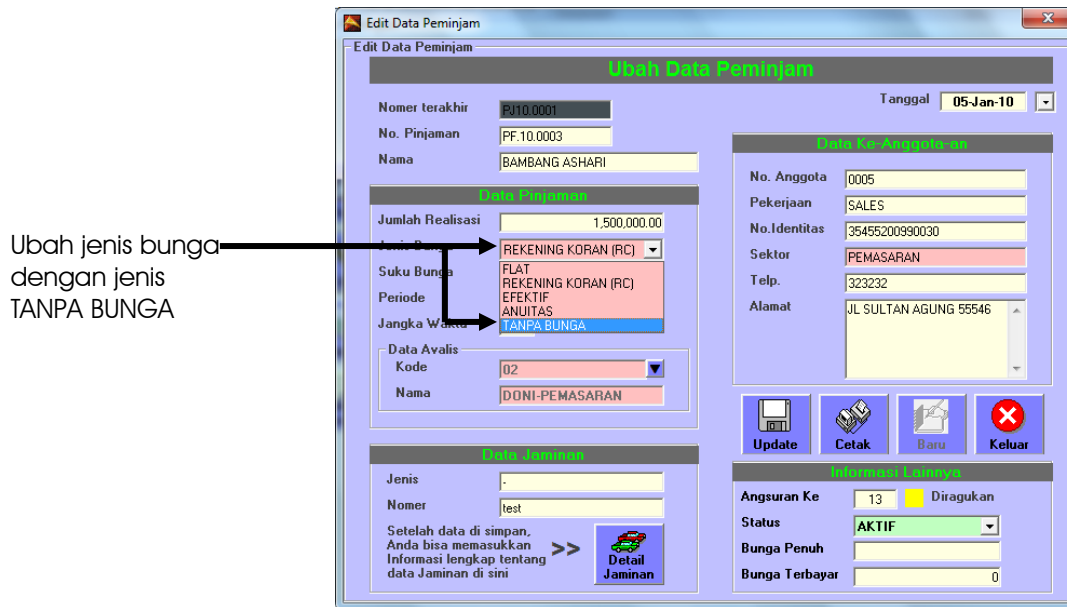 Edit Data Peminjam
Edit Data Peminjam
Ubah Data Peminjam
Nomer terakhir PJ10.0001
Tanggal 05-Jan-10
No. Pinjaman PF.10.0003
Nama BAMBANG ASHARI
Data Pinjaman
Jumlah Realisasi 1,500,000.00
Jenis Bunga REKENING KORAN (RC)
Suku Bunga
Periode
Jangka Waktu
FLAT
REKENING KORAN (RC)
EFEKTIF
ANUITAS
TANPA BUNGA
Ubah jenis bunga
dengan jenis
TANPA BUNGA
Data Avalis
Kode 02
Nama DONI-PEMASARAN
Data Jaminan
Jenis -
Nomer test
Setelah data di simpan,
Anda bisa memasukkan
Informasi lengkap tentang
data Jaminan di sini
>>
Detail
Jaminan
Data Ke-Anggota-an
No. Anggota 0005
Pekerjaan SALES
No.Identitas 35455200990030
Sektor PEMASARAN
Telp. 323232
Alamat JL SULTAN AGUNG 55546
Update Cetak Baru Keluar
Informasi Lainnya
Angsuran Ke 13 Diragukan
Status AKTIF
Bunga Penuh
Bunga Terbayar 0